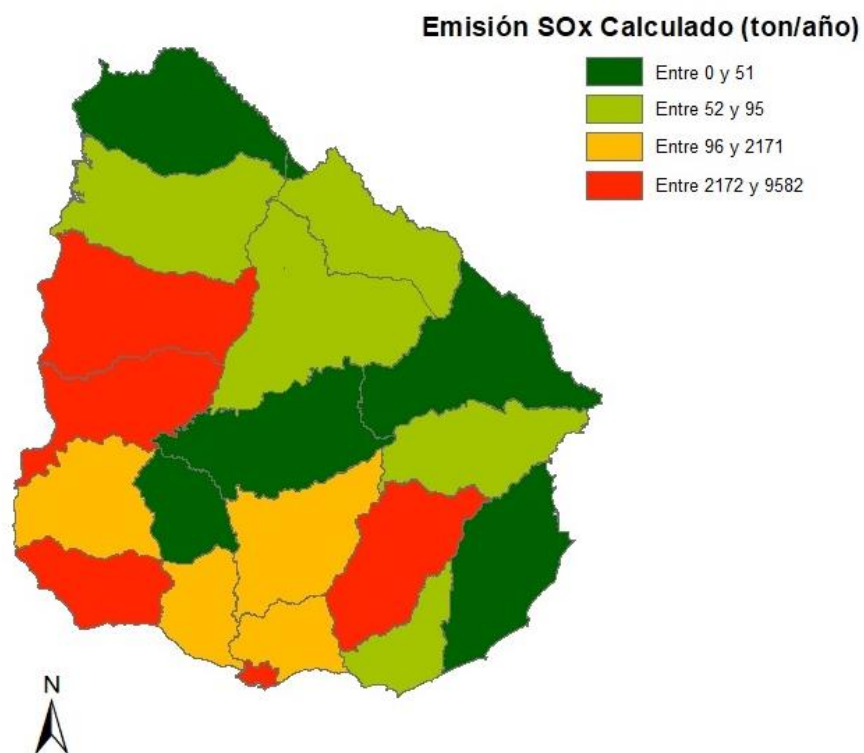 Emisión SOx Calculado (ton/año)
Entre 0 y 51
Entre 52 y 95
Entre 96 y 2171
Entre 2172 y 9582
N